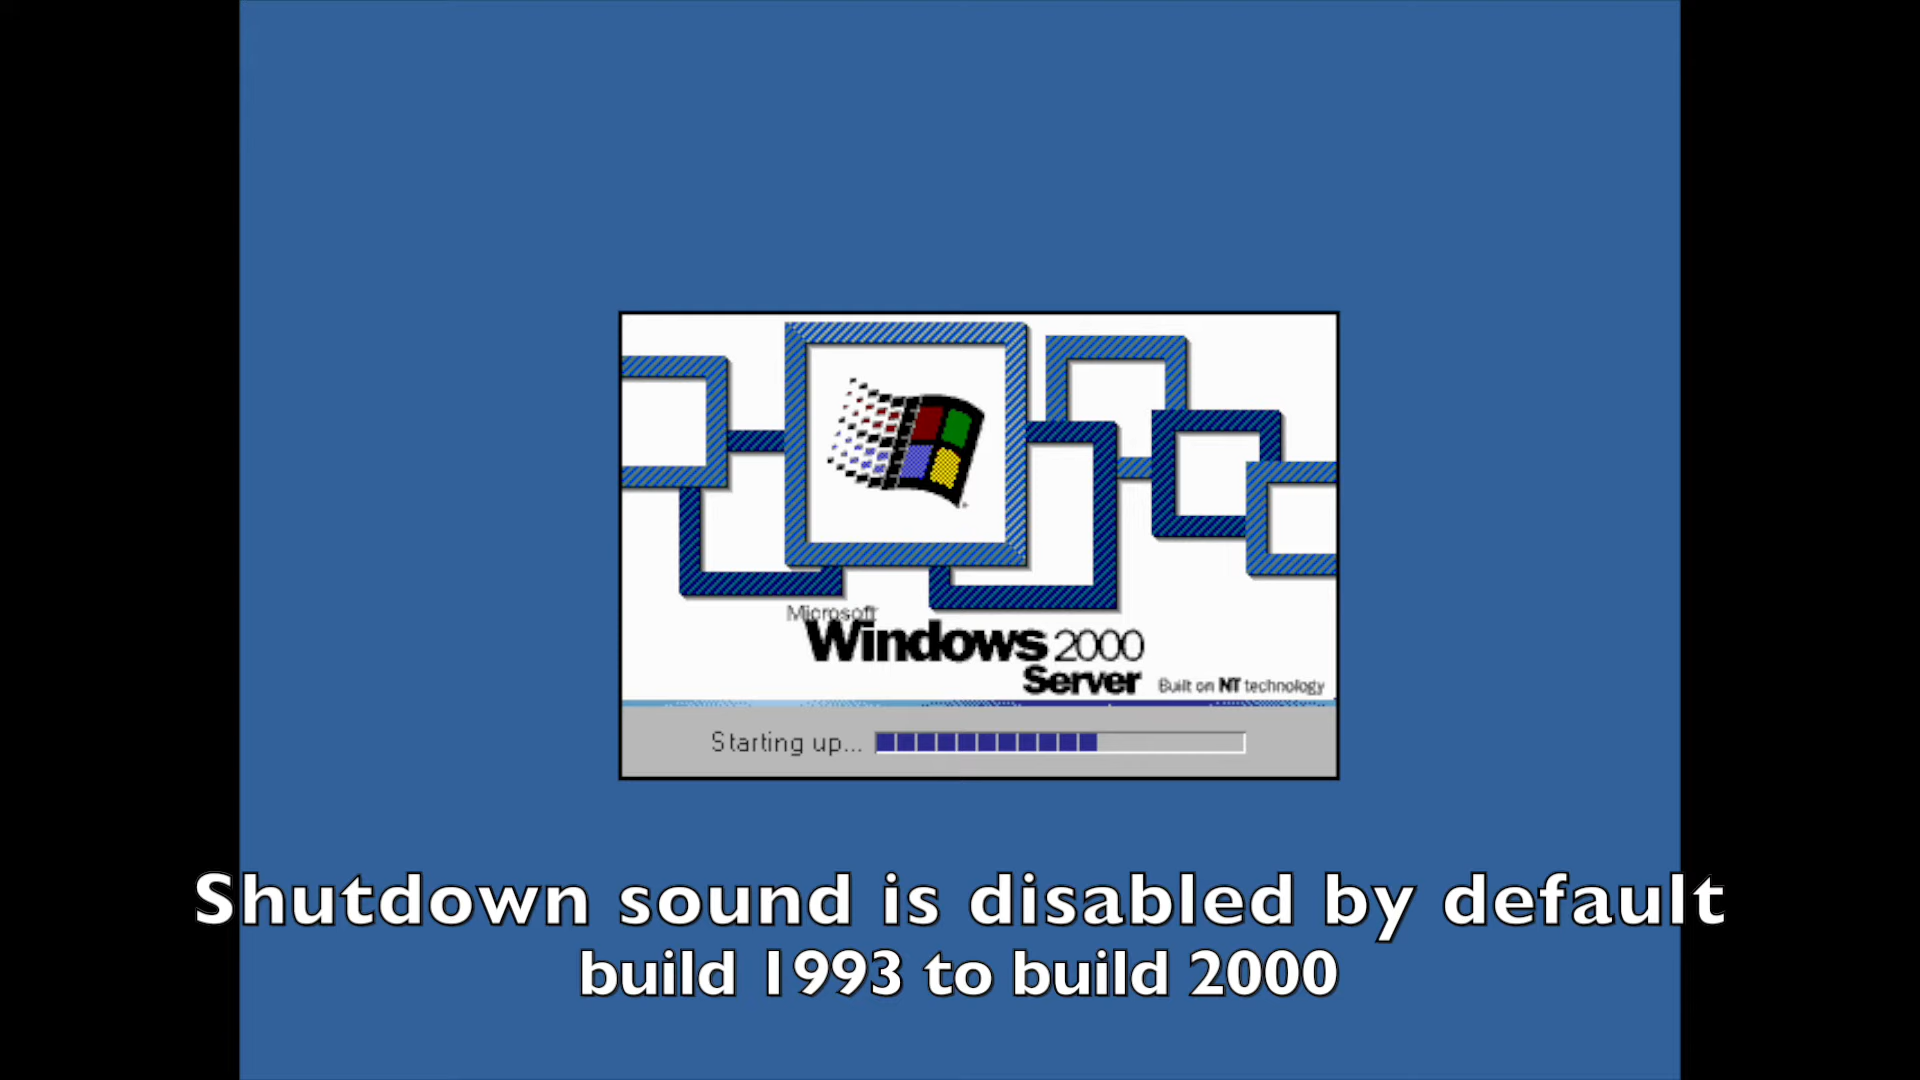 Microsoft
Windows 2000
Server
Built on NT technology
Starting up...
Shutdown sound is disabled by default
build 1993 to build 2000